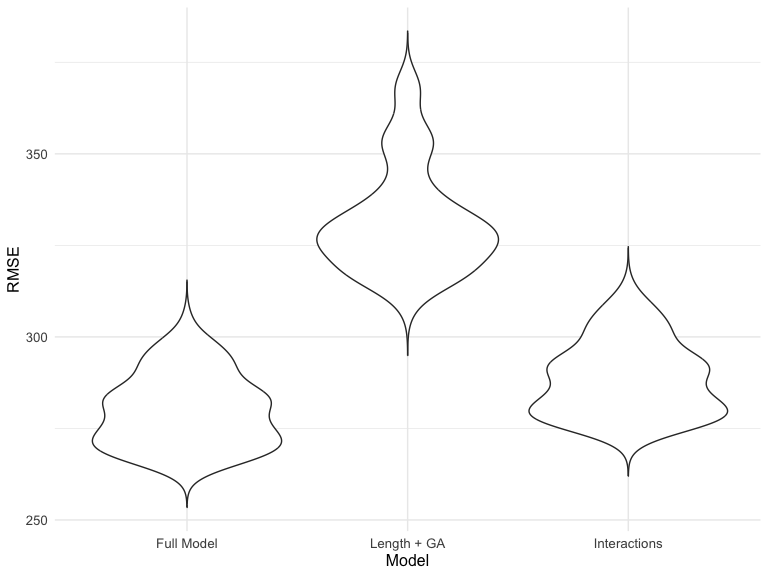 RMSE
350
300
250
Full Model
Length + GA
Interactions
Model